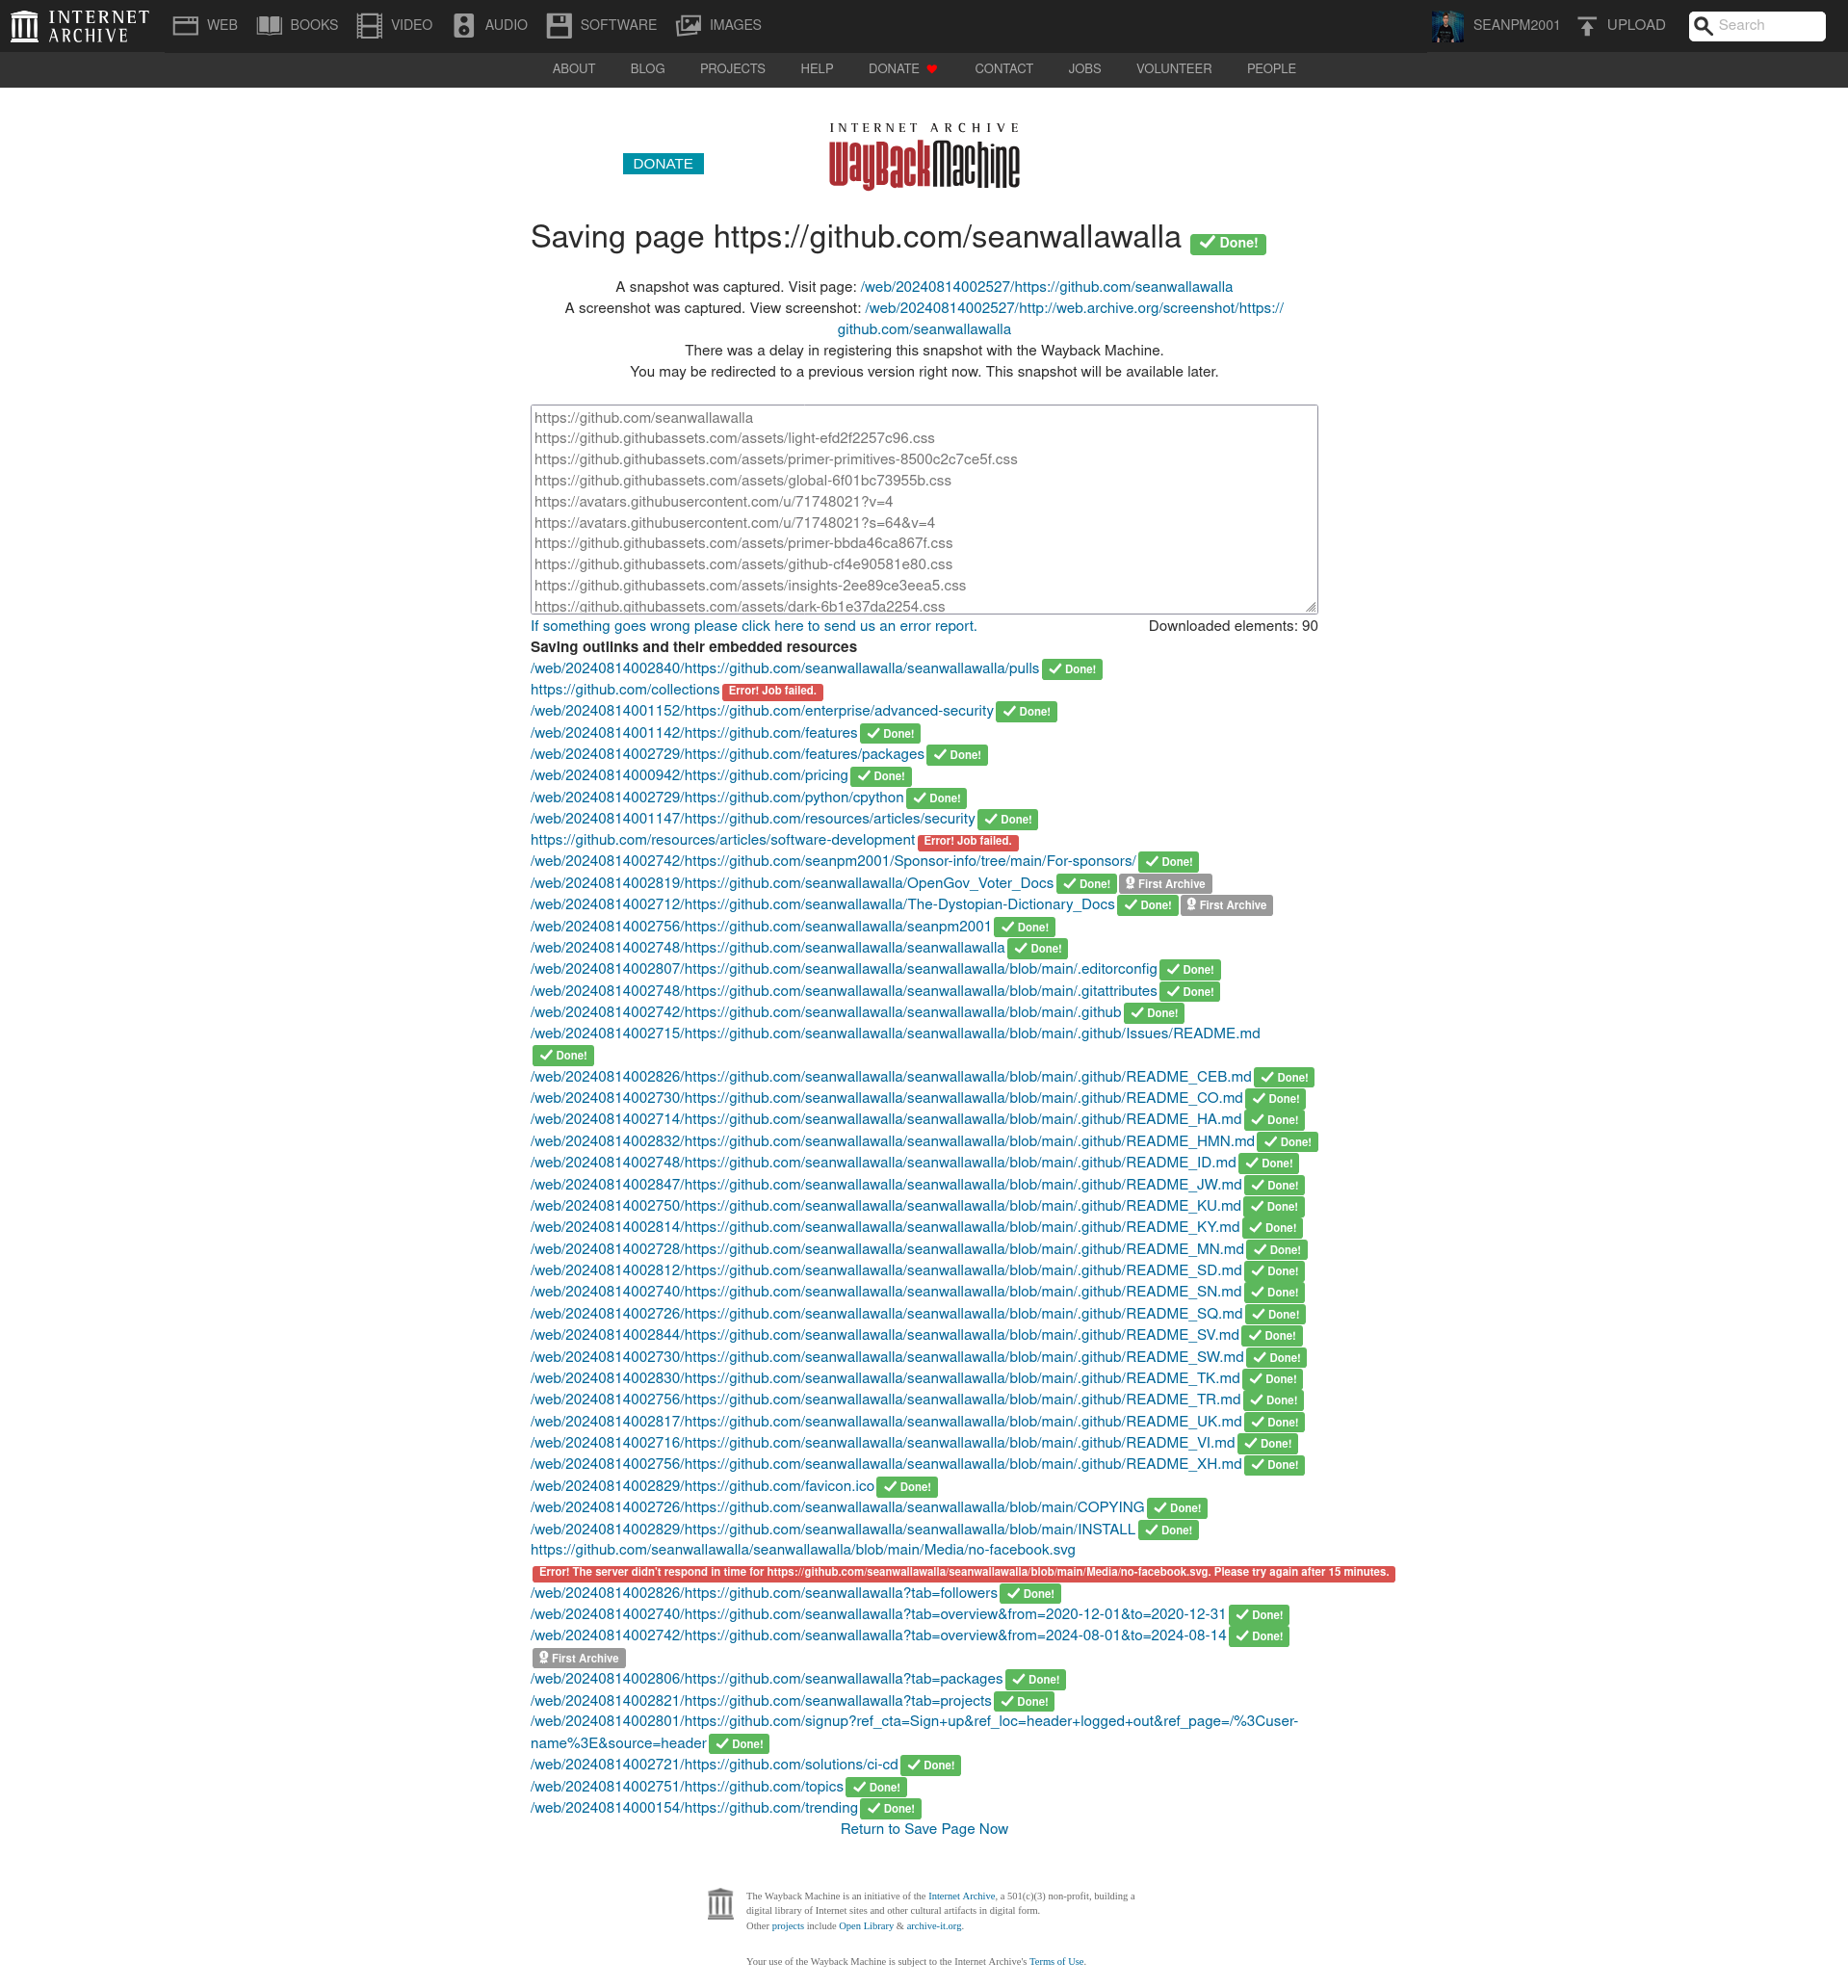 INTERNET ARCHIVE
WEB BOOKS VIDEO AUDIO SOFTWARE IMAGES SEANPM2001 UPLOAD Search
ABOUT BLOG PROJECTS HELP DONATE CONTACT JOBS VOLUNTEER PEOPLE
INTERNET ARCHIVE
DONATE
WayBackMachine
Saving page https://github.com/seanwallawalla Done!
A snapshot was captured. Visit page: /web/20240814002527/https://github.com/seanwallawalla
A screenshot was captured. View screenshot: /web/20240814002527/http://web.archive.org/screenshot/https://
github.com/seanwallawalla
There was a delay in registering this snapshot with the Wayback Machine.
You may be redirected to a previous version right now. This snapshot will be available later.
https://github.com/seanwallawalla
https://github.githubassets.com/assets/light-efd2f2257c96.css
https://github.githubassets.com/assets/primer-primitives-8500c2c7ce5f.css
https://github.githubassets.com/assets/global-6f01bc73955b.css
https://avatars.githubusercontent.com/u/71748021?v=4
https://avatars.githubusercontent.com/u/71748021?s=64&v=4
https://github.githubassets.com/assets/primer-bbda46ca867f.css
https://github.githubassets.com/assets/github-cf4e90581e80.css
https://github.githubassets.com/assets/insights-2ee89ce3eea5.css
https://github.githubassets.com/assets/dark-6b1e37da2254.css
If something goes wrong please click here to send us an error report. Downloaded elements: 90
Saving outlinks and their embedded resources
/web/20240814002840/https://github.com/seanwallawalla/seanwallawalla/pulls Done!
https://github.com/collections Error! Job failed.
/web/20240814001152/https://github.com/enterprise/advanced-security Done!
/web/20240814001142/https://github.com/features Done!
/web/20240814002729/https://github.com/features/packages Done!
/web/20240814000942/https://github.com/pricing Done!
/web/20240814002729/https://github.com/python/cpython Done!
/web/20240814001147/https://github.com/resources/articles/security Done!
https://github.com/resources/articles/software-development Error! Job failed.
/web/20240814002742/https://github.com/seanpm2001/Sponsor-info/tree/main/For-sponsors/ Done!
/web/20240814002819/https://github.com/seanwallawalla/OpenGov_Voter_Docs Done! First Archive
/web/20240814002712/https://github.com/seanwallawalla/The-Dystopian-Dictionary_Docs Done! First Archive
/web/20240814002756/https://github.com/seanwallawalla/seanpm2001 Done!
/web/20240814002748/https://github.com/seanwallawalla/seanwallawalla Done!
/web/20240814002807/https://github.com/seanwallawalla/seanwallawalla/blob/main/.editorconfig Done!
/web/20240814002748/https://github.com/seanwallawalla/seanwallawalla/blob/main/.gitattributes Done!
/web/20240814002742/https://github.com/seanwallawalla/seanwallawalla/blob/main/.github Done!
/web/20240814002715/https://github.com/seanwallawalla/seanwallawalla/blob/main/.github/Issues/README.md
Done!
/web/20240814002826/https://github.com/seanwallawalla/seanwallawalla/blob/main/.github/README_CEB.md Done!
/web/20240814002730/https://github.com/seanwallawalla/seanwallawalla/blob/main/.github/README_CO.md Done!
/web/20240814002714/https://github.com/seanwallawalla/seanwallawalla/blob/main/.github/README_HA.md Done!
/web/20240814002832/https://github.com/seanwallawalla/seanwallawalla/blob/main/.github/README_HMN.md Done!
/web/20240814002748/https://github.com/seanwallawalla/seanwallawalla/blob/main/.github/README_ID.md Done!
/web/20240814002847/https://github.com/seanwallawalla/seanwallawalla/blob/main/.github/README_JW.md Done!
/web/20240814002750/https://github.com/seanwallawalla/seanwallawalla/blob/main/.github/README_KU.md Done!
/web/20240814002814/https://github.com/seanwallawalla/seanwallawalla/blob/main/.github/README_KY.md Done!
/web/20240814002728/https://github.com/seanwallawalla/seanwallawalla/blob/main/.github/README_MN.md Done!
/web/20240814002812/https://github.com/seanwallawalla/seanwallawalla/blob/main/.github/README_SD.md Done!
/web/20240814002740/https://github.com/seanwallawalla/seanwallawalla/blob/main/.github/README_SN.md Done!
/web/20240814002726/https://github.com/seanwallawalla/seanwallawalla/blob/main/.github/README_SQ.md Done!
/web/20240814002844/https://github.com/seanwallawalla/seanwallawalla/blob/main/.github/README_SV.md Done!
/web/20240814002730/https://github.com/seanwallawalla/seanwallawalla/blob/main/.github/README_SW.md Done!
/web/20240814002830/https://github.com/seanwallawalla/seanwallawalla/blob/main/.github/README_TK.md Done!
/web/20240814002756/https://github.com/seanwallawalla/seanwallawalla/blob/main/.github/README_TR.md Done!
/web/20240814002817/https://github.com/seanwallawalla/seanwallawalla/blob/main/.github/README_UK.md Done!
/web/20240814002716/https://github.com/seanwallawalla/seanwallawalla/blob/main/.github/README_VI.md Done!
/web/20240814002756/https://github.com/seanwallawalla/seanwallawalla/blob/main/.github/README_XH.md Done!
/web/20240814002829/https://github.com/favicon.ico Done!
/web/20240814002726/https://github.com/seanwallawalla/seanwallawalla/blob/main/COPYING Done!
/web/20240814002829/https://github.com/seanwallawalla/seanwallawalla/blob/main/INSTALL Done!
https://github.com/seanwallawalla/seanwallawalla/blob/main/Media/no-facebook.svg
Error! The server didn't respond in time for https://github.com/seanwallawalla/seanwallawalla/blob/main/Media/no-facebook.svg. Please try again after 15 minutes.
/web/20240814002826/https://github.com/seanwallawalla?tab=followers Done!
/web/20240814002740/https://github.com/seanwallawalla?tab=overview&from=2020-12-01&to=2020-12-31 Done!
/web/20240814002742/https://github.com/seanwallawalla?tab=overview&from=2024-08-01&to=2024-08-14 Done!
First Archive
/web/20240814002806/https://github.com/seanwallawalla?tab=packages Done!
/web/20240814002821/https://github.com/seanwallawalla?tab=projects Done!
/web/20240814002801/https://github.com/signup?ref_cta=Sign+up&ref_loc=header+logged+out&ref_page=/%3Cuser-
name%3E&source=header Done!
/web/20240814002721/https://github.com/solutions/ci-cd Done!
/web/20240814002751/https://github.com/topics Done!
/web/20240814000154/https://github.com/trending Done!
Return to Save Page Now
The Wayback Machine is an initiative of the Internet Archive, a 501(c)(3) non-profit, building a
digital library of Internet sites and other cultural artifacts in digital form.
Other projects include Open Library & archive-it.org.
Your use of the Wayback Machine is subject to the Internet Archive's Terms of Use.